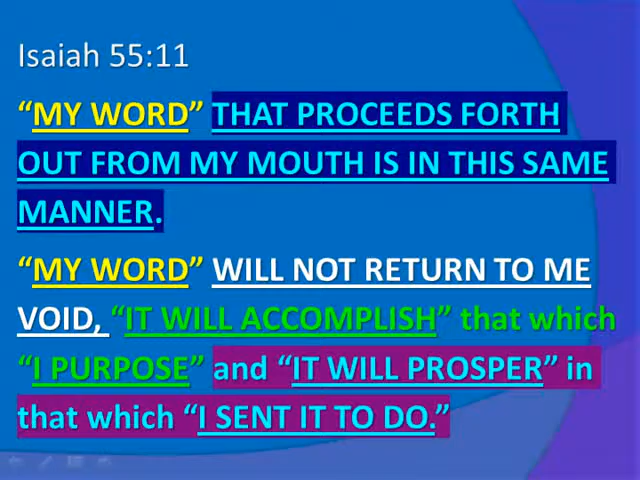 Isaiah 55:11
“MY WORD” THAT PROCEEDS FORTH
OUT FROM MY MOUTH IS IN THIS SAME
MANNER.
“MY WORD” WILL NOT RETURN TO ME
VOID, “IT WILL ACCOMPLISH” that which
“I PURPOSE” and “IT WILL PROSPER” in
that which “I SENT IT TO DO.”